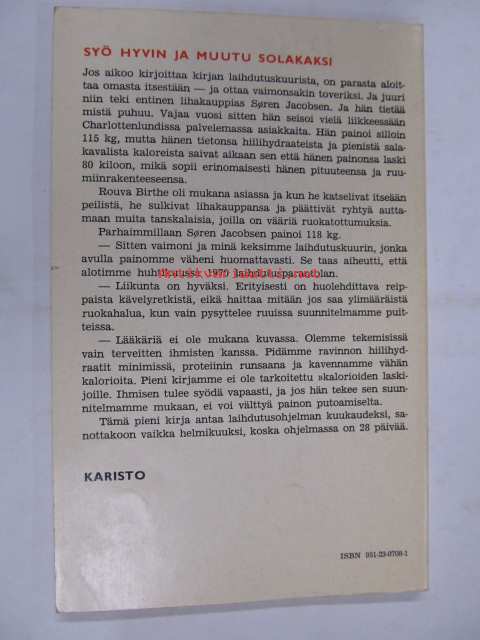 SYÖ HYVIN JA MUUTU SOLAKAKSI
Jos aikoo kirjoittaa kirjan laihdutuskuurista, on parasta aloit-
taa omasta itsestään — ja ottaa vaimonsakin toveriksi. Ja juuri
niin teki entinen lihakauppias Søren Jacobsen. Ja hän tietää
mistä puhuu. Vajaa vuosi sitten hän seisoi vielä liikkeessään
Charlottenlundissa palvelemassa asiakkaita. Hän painoi silloin
115 kg, mutta hänen tietonsa hiilihydraateista ja pienistä sala-
kavalista kaloreista saivat aikaan sen että hänen painonsa laski
80 kiloon, mikä sopii erinomaisesti hänen pituuteensa ja ruu-
miinrakenteeseensa.
Rouva Birthe oli mukana asiassa ja kun he katselivat itseään
peilistä, he sulkivat lihakauppansa ja päättivät ryhtyä autta-
maan muita tanskalaisia, joilla on vääriä ruokatottumuksia.
Parhaimmillaan Søren Jacobsen painoi 118 kg.
— Sitten vaimoni ja minä keksimme laihdutuskuurin, jonka
avulla painomme väheni huomattavasti. Se taas aiheutti, että
alotimme huhtikuussa 1970 laihdutusparantolan.
— Liikunta on hyväksi. Erityisesti on huolehdittava reip-
paista kävelyretkistä, eikä haittaa mitään jos saa ylimääräistä
ruokahalua, kun vain pysyttelee ruuissa suunnitelmamme puit-
teissa.
— Lääkäriä ei ole mukana kuvassa. Olemme tekemisissä
vain terveitten ihmisten kanssa. Pidämme ravinnon hiilihyd-
raatit minimissä, proteiinin runsaana ja kavennamme vähän
kalorioita. Pieni kirjamme ei ole tarkoitettu »kalorioiden laski-
joille. Ihmisen tulee syödä vapaasti, ja jos hän tekee sen suun-
nitelmamme mukaan, ei voi välttyä painon putoamiselta.
Tämä pieni kirja antaa laihdutusohjelman kuukaudeksi, sa-
nottakoon vaikka helmikuuksi, koska ohjelmassa on 28 päivää.
KARISTO
ISBN 951-23-0708-1